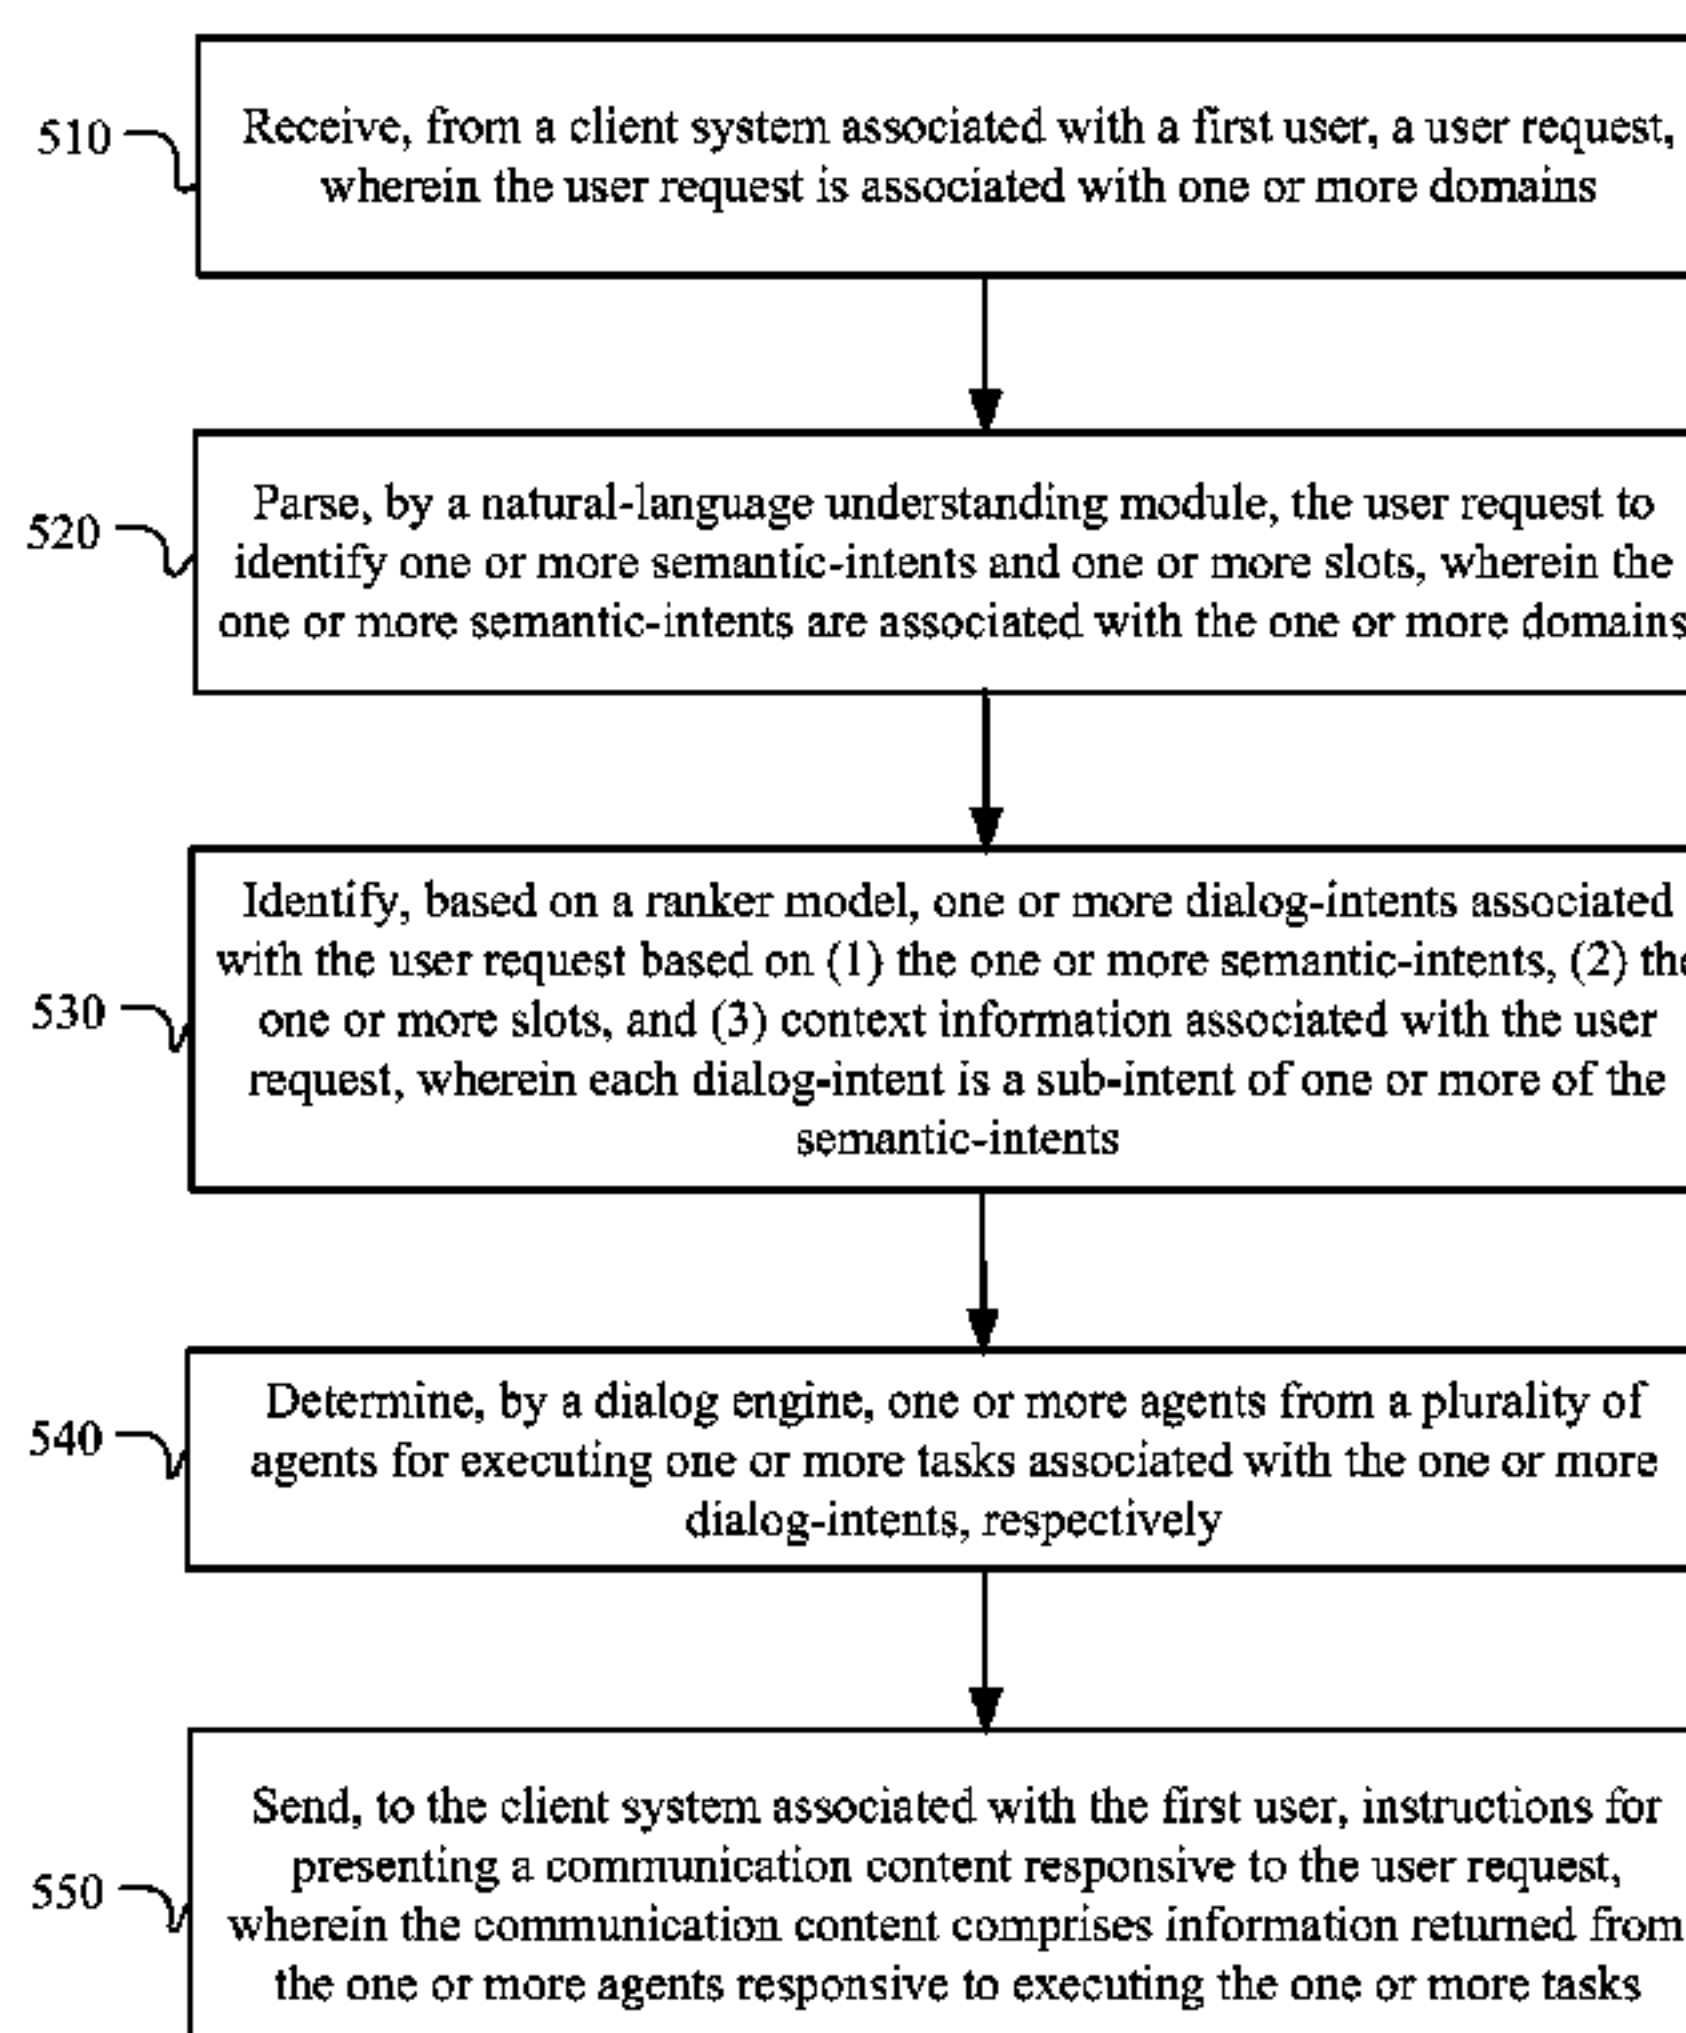 510
Receive, from a client system associated with a first user, a user request,
wherein the user request is associated with one or more domains
520
Parse, by a natural-language understanding module, the user request to
identify one or more semantic-intents and one or more slots, wherein the
one or more semantic-intents are associated with the one or more domains
530
Identify, based on a ranker model, one or more dialog-intents associated
with the user request based on (1) the one or more semantic-intents, (2) the
one or more slots, and (3) context information associated with the user
request, wherein each dialog-intent is a sub-intent of one or more of the
semantic-intents
540
Determine, by a dialog engine, one or more agents from a plurality of
agents for executing one or more tasks associated with the one or more
dialog-intents, respectively
550
Send, to the client system associated with the first user, instructions for
presenting a communication content responsive to the user request,
wherein the communication content comprises information returned from
the one or more agents responsive to executing the one or more tasks